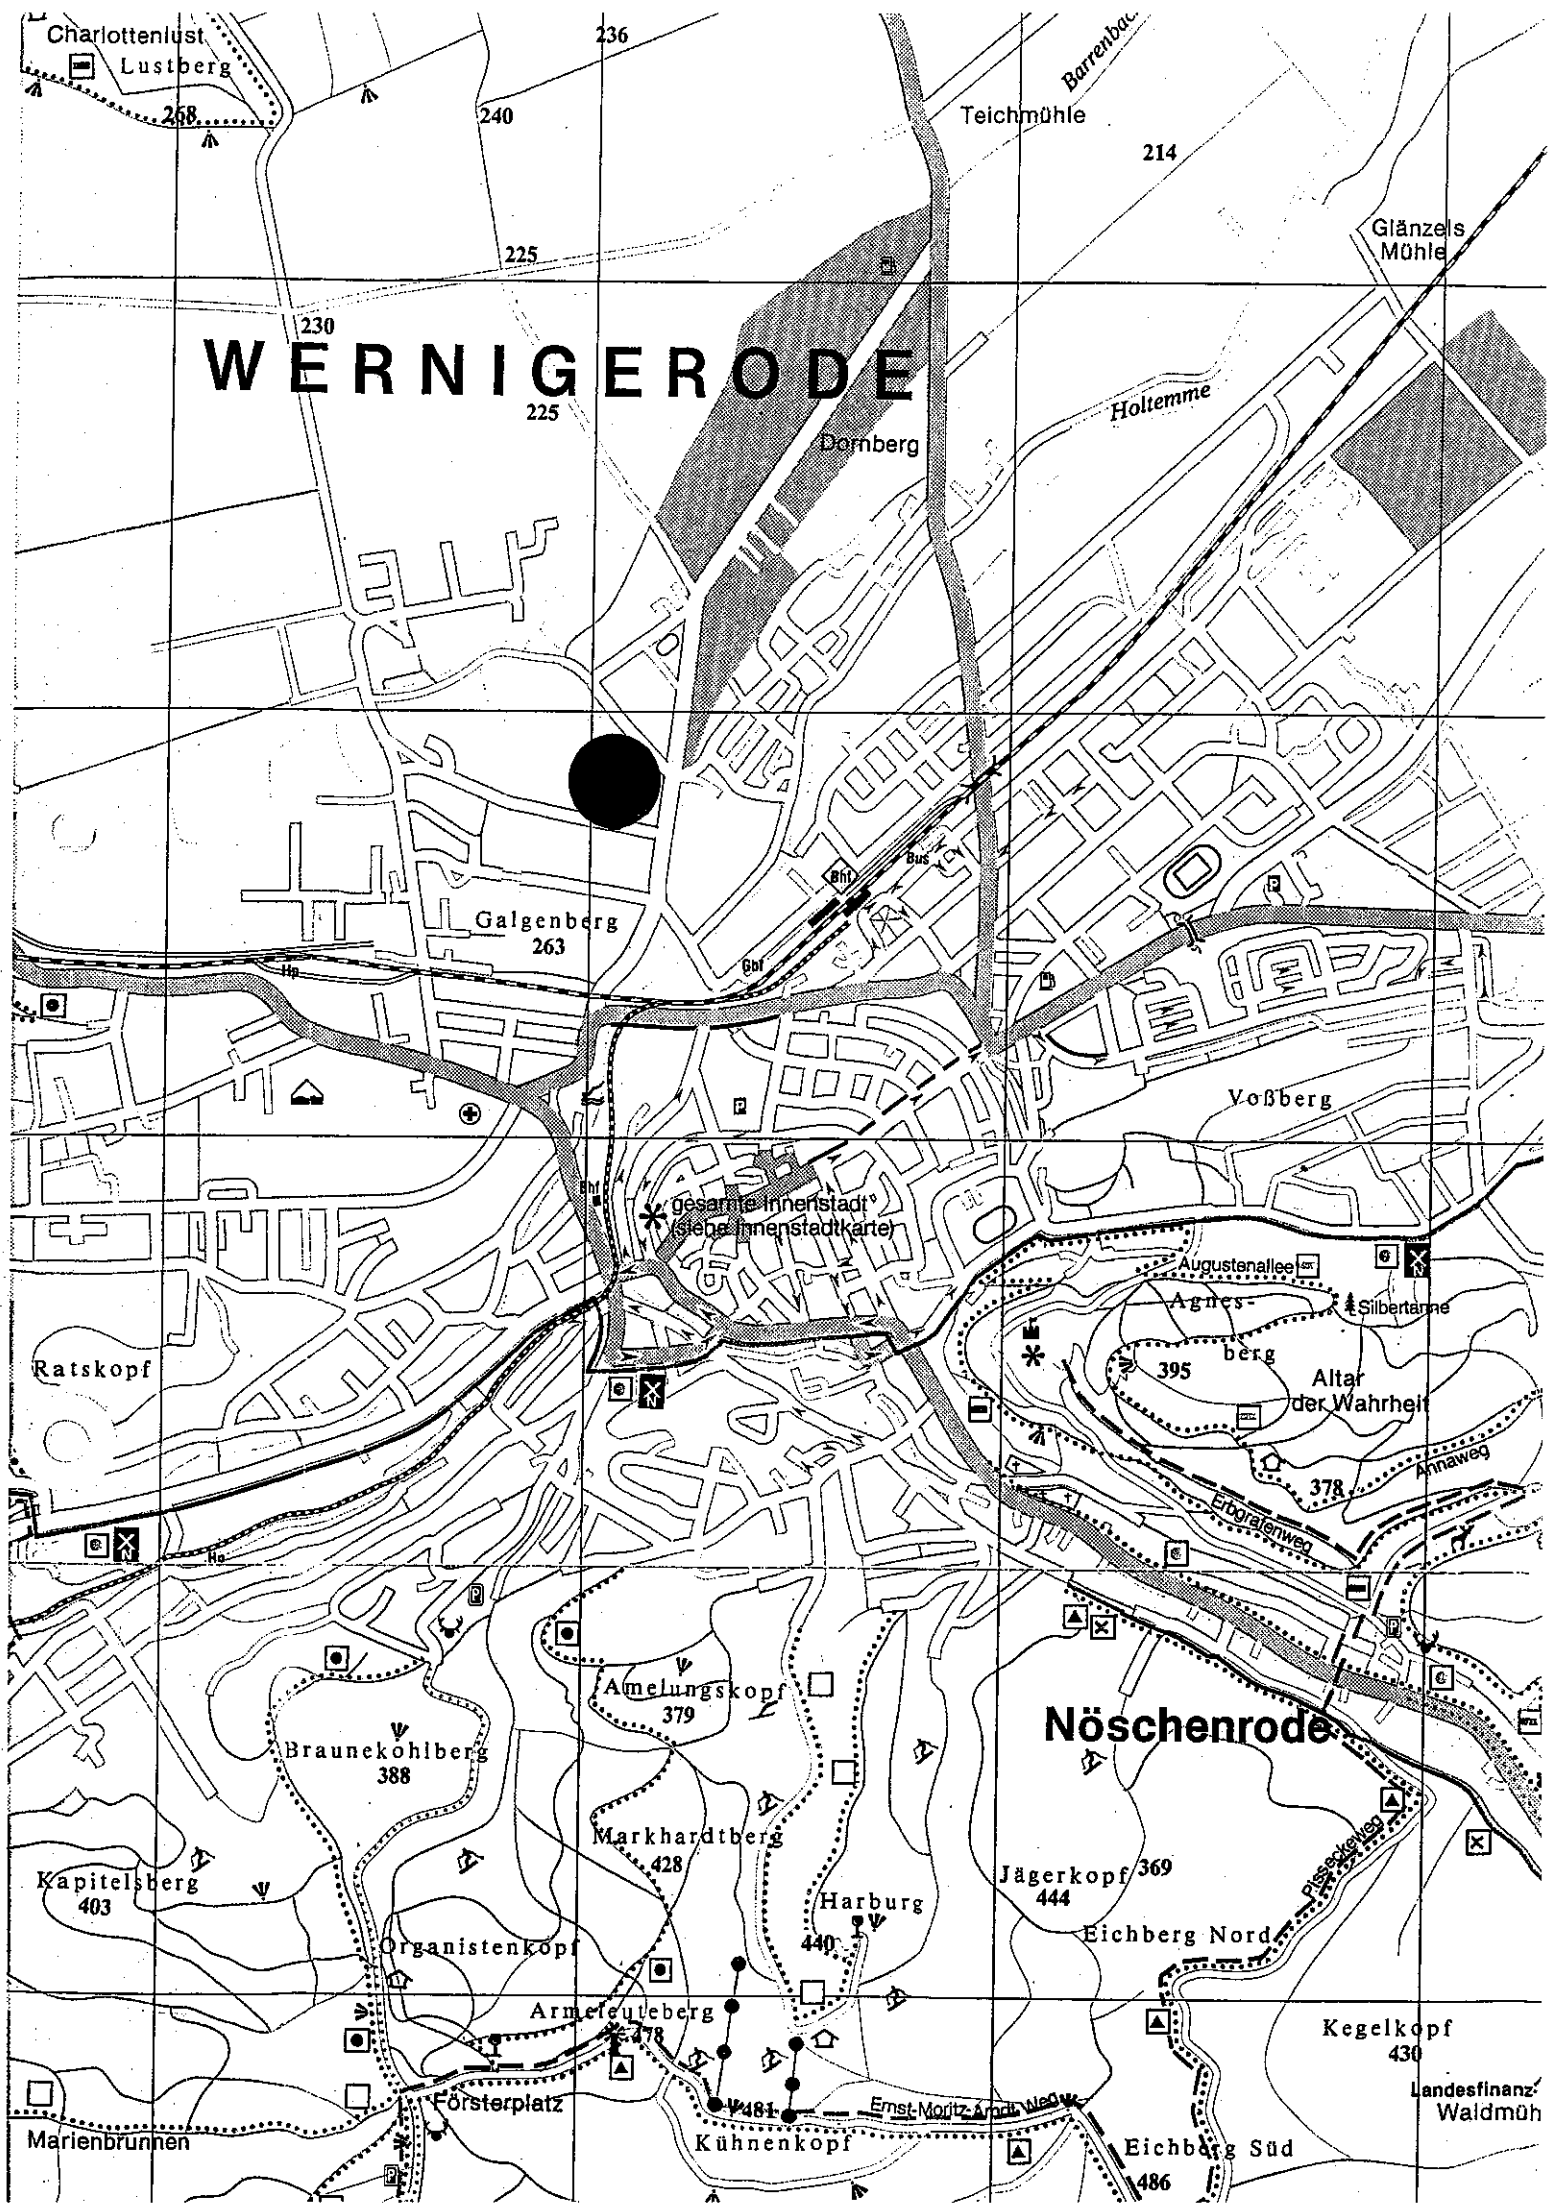 Charlottenlust
Lustberg
268
236
240
Barrenbac
Teichmühle
214
Glänzels
Mühle
225
230
WERNIGERODE
225
Holtemme
Dornberg
Bhf
Bus
P
Galgenberg
263
Gbf
Hp
Voßberg
P
Bhf
gesamte Innenstadt
(siehe Innenstadtkarte)
N
Augustenallee
Agnes-
berg
Silbertanne
395
Altar
der Wahrheit
Ratskopf
N
378
Annaweg
Erbgrafenweg
N
Hp
P
P
Amelungskopf
379
Nöschenrode
Braunekohlberg
388
Markhardtberg
428
Pisseckeweg
Kapitelsberg
403
Jägerkopf
444
369
Harburg
440
Eichberg Nord
Organistenkopf
Armeleuteberg
478
Kegelkopf
430
Försterplatz
481
Ernst-Moritz-Arndt-Weg
Landesfinanz-
Waldmüh
Marienbrunnen
Kühnenkopf
Eichberg Süd
486
P